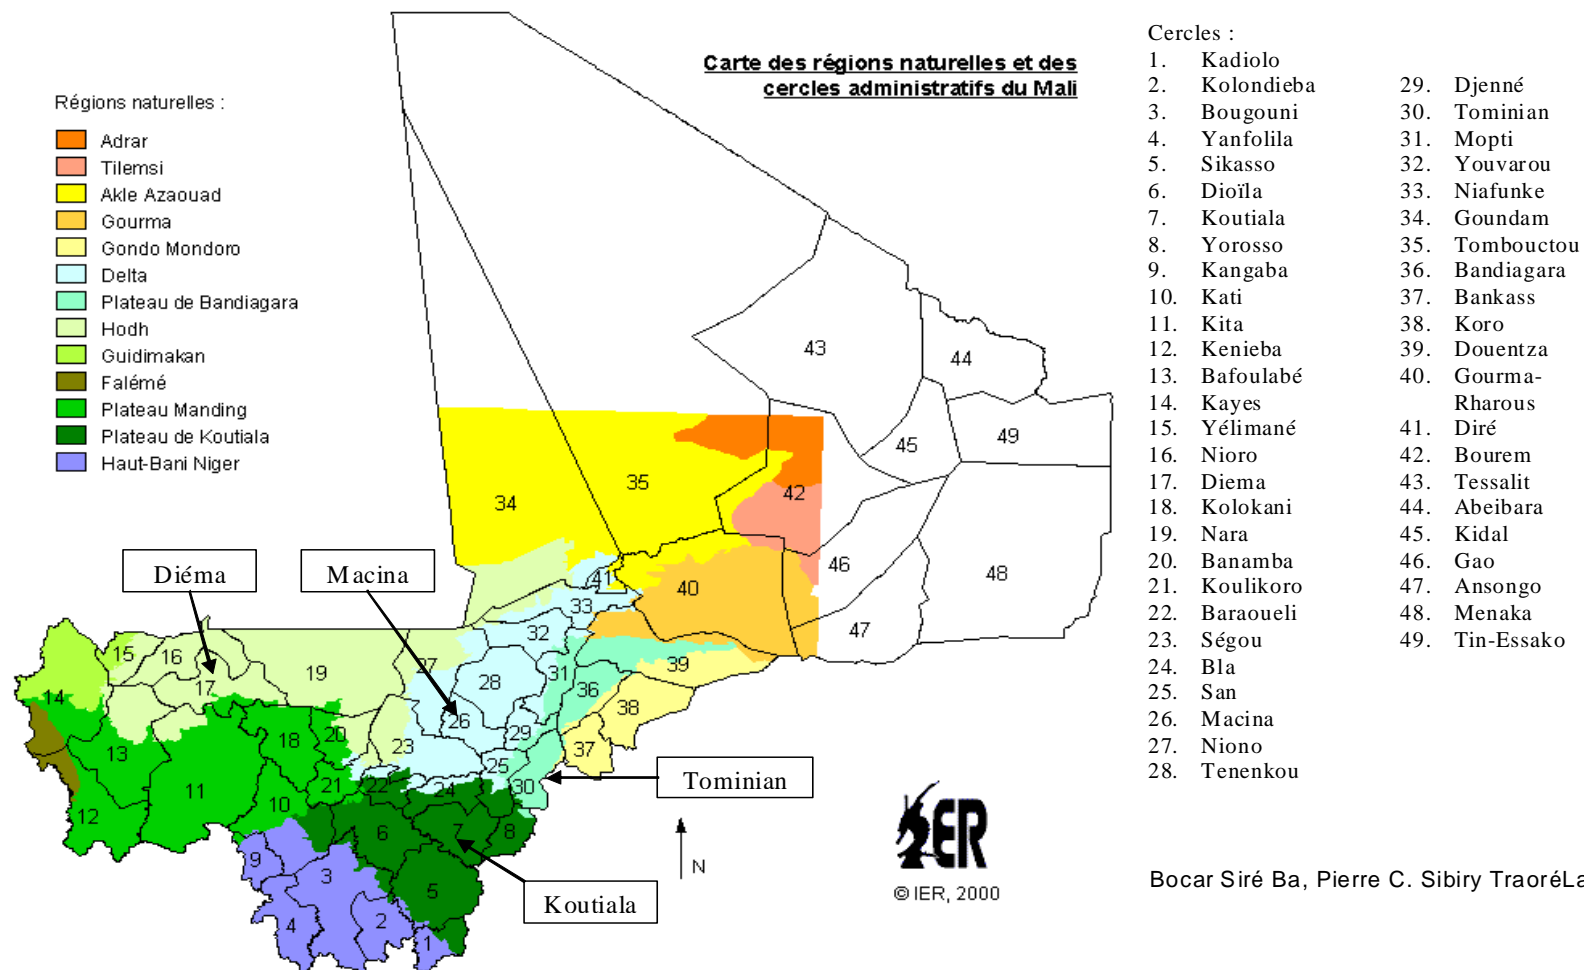 Carte des régions naturelles et des
cercles administratifs du Mali
Régions naturelles :
Adrar
Tilemsi
Akle Azaouad
Gourma
Gondo Mondoro
Delta
Plateau de Bandiagara
Hodh
Guidimakan
Falémé
Plateau Manding
Plateau de Koutiala
Haut-Bani Niger
Cercles :
1. Kadiolo
2. Kolondieba
3. Bougouni
4. Yanfolila
5. Sikasso
6. Dioïla
7. Koutiala
8. Yorosso
9. Kangaba
10. Kati
11. Kita
12. Kenieba
13. Bafoulabé
14. Kayes
15. Yélimané
16. Nioro
17. Diema
18. Kolokani
19. Nara
20. Banamba
21. Koulikoro
22. Baraoueli
23. Ségou
24. Bla
25. San
26. Macina
27. Niono
28. Tenenkou
29. Djenné
30. Tominian
31. Mopti
32. Youvarou
33. Niafunke
34. Goundam
35. Tombouctou
36. Bandiagara
37. Bankass
38. Koro
39. Douentza
40. Gourma-
Rharous
41. Diré
42. Bourem
43. Tessalit
44. Abeibara
45. Kidal
46. Gao
47. Ansongo
48. Menaka
49. Tin-Essako
43
44
45
49
35
34
42
46
48
47
40
41
33
32
Diéma
Macina
15
16
19
27
28
31
39
17
14
36
38
26
29
37
13
18
20
23
25
Tominian
30
11
21
22
24
10
12
6
7
8
N
9
3
5
Koutiala
4
2
1
IER
© IER, 2000
Bocar Siré Ba, Pierre C. Sibiry TraoréLa